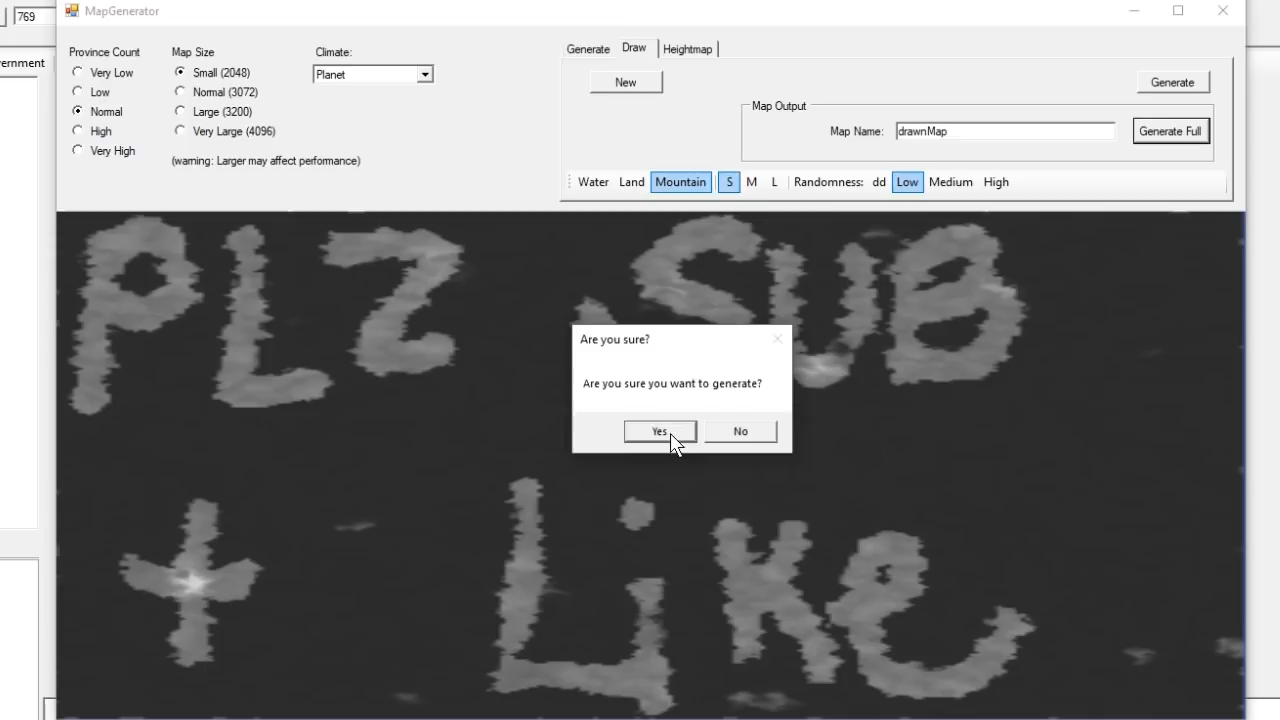 769
MapGenerator
ernment
Province Count
Very Low
Low
Normal
High
Very High
Map Size
Small (2048)
Normal (3072)
Large (3200)
Very Large (4096)
(warning: Larger may affect performance)
Climate:
Planet
Generate Draw Heightmap
New
Generate
Map Output
Map Name: drawnMap
Generate Full
Water Land Mountain S M L Randomness: dd Low Medium High
PLZ SUB
Are you sure?
Are you sure you want to generate?
Yes No
+ Like